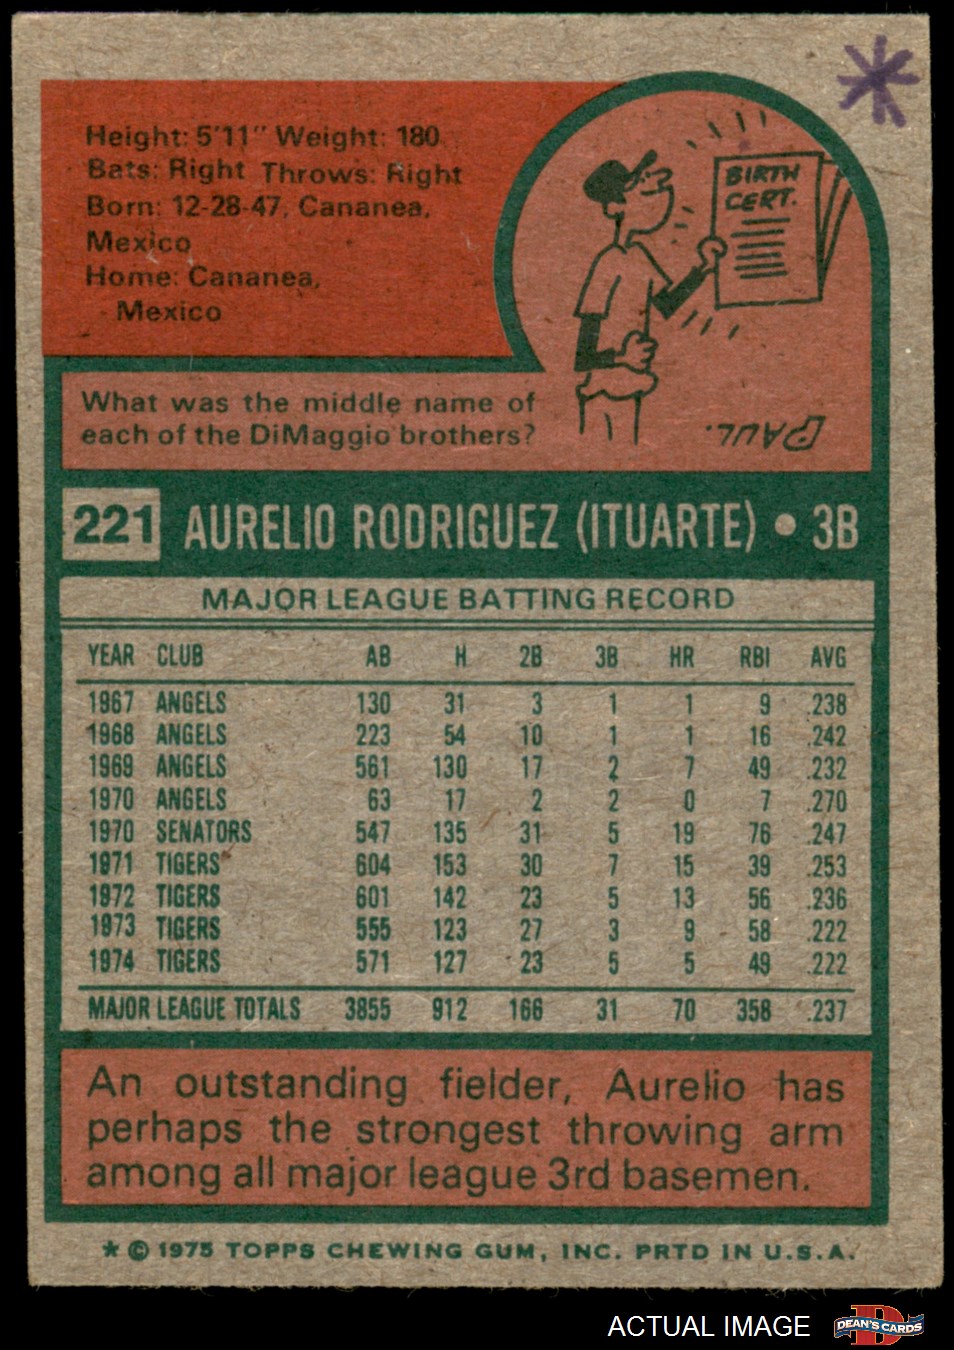 Height: 5'11" Weight: 180
Bats: Right Throws: Right
Born: 12-28-47, Cananea,
Mexico
Home: Cananea,
Mexico
BIRTH
CERT.
What was the middle name of
each of the DiMaggio brothers?
PAUL.
221 AURELIO RODRIGUEZ (ITUARTE) • 3B
MAJOR LEAGUE BATTING RECORD
YEAR CLUB AB H 2B 3B HR RBI AVG
1967 ANGELS 130 31 3 1 1 9 .238
1968 ANGELS 223 54 10 1 1 16 .242
1969 ANGELS 561 130 17 2 7 49 .232
1970 ANGELS 63 17 2 2 0 7 .270
1970 SENATORS 547 135 31 5 19 76 .247
1971 TIGERS 604 153 30 7 15 39 .253
1972 TIGERS 601 142 23 5 13 56 .236
1973 TIGERS 555 123 27 3 9 58 .222
1974 TIGERS 571 127 23 5 5 49 .222
MAJOR LEAGUE TOTALS 3855 912 166 31 70 358 .237
An outstanding fielder, Aurelio has
perhaps the strongest throwing arm
among all major league 3rd basemen.
★ © 1975 TOPPS CHEWING GUM, INC. PRTD IN U.S.A.
ACTUAL IMAGE
D
DEAN'S CARDS